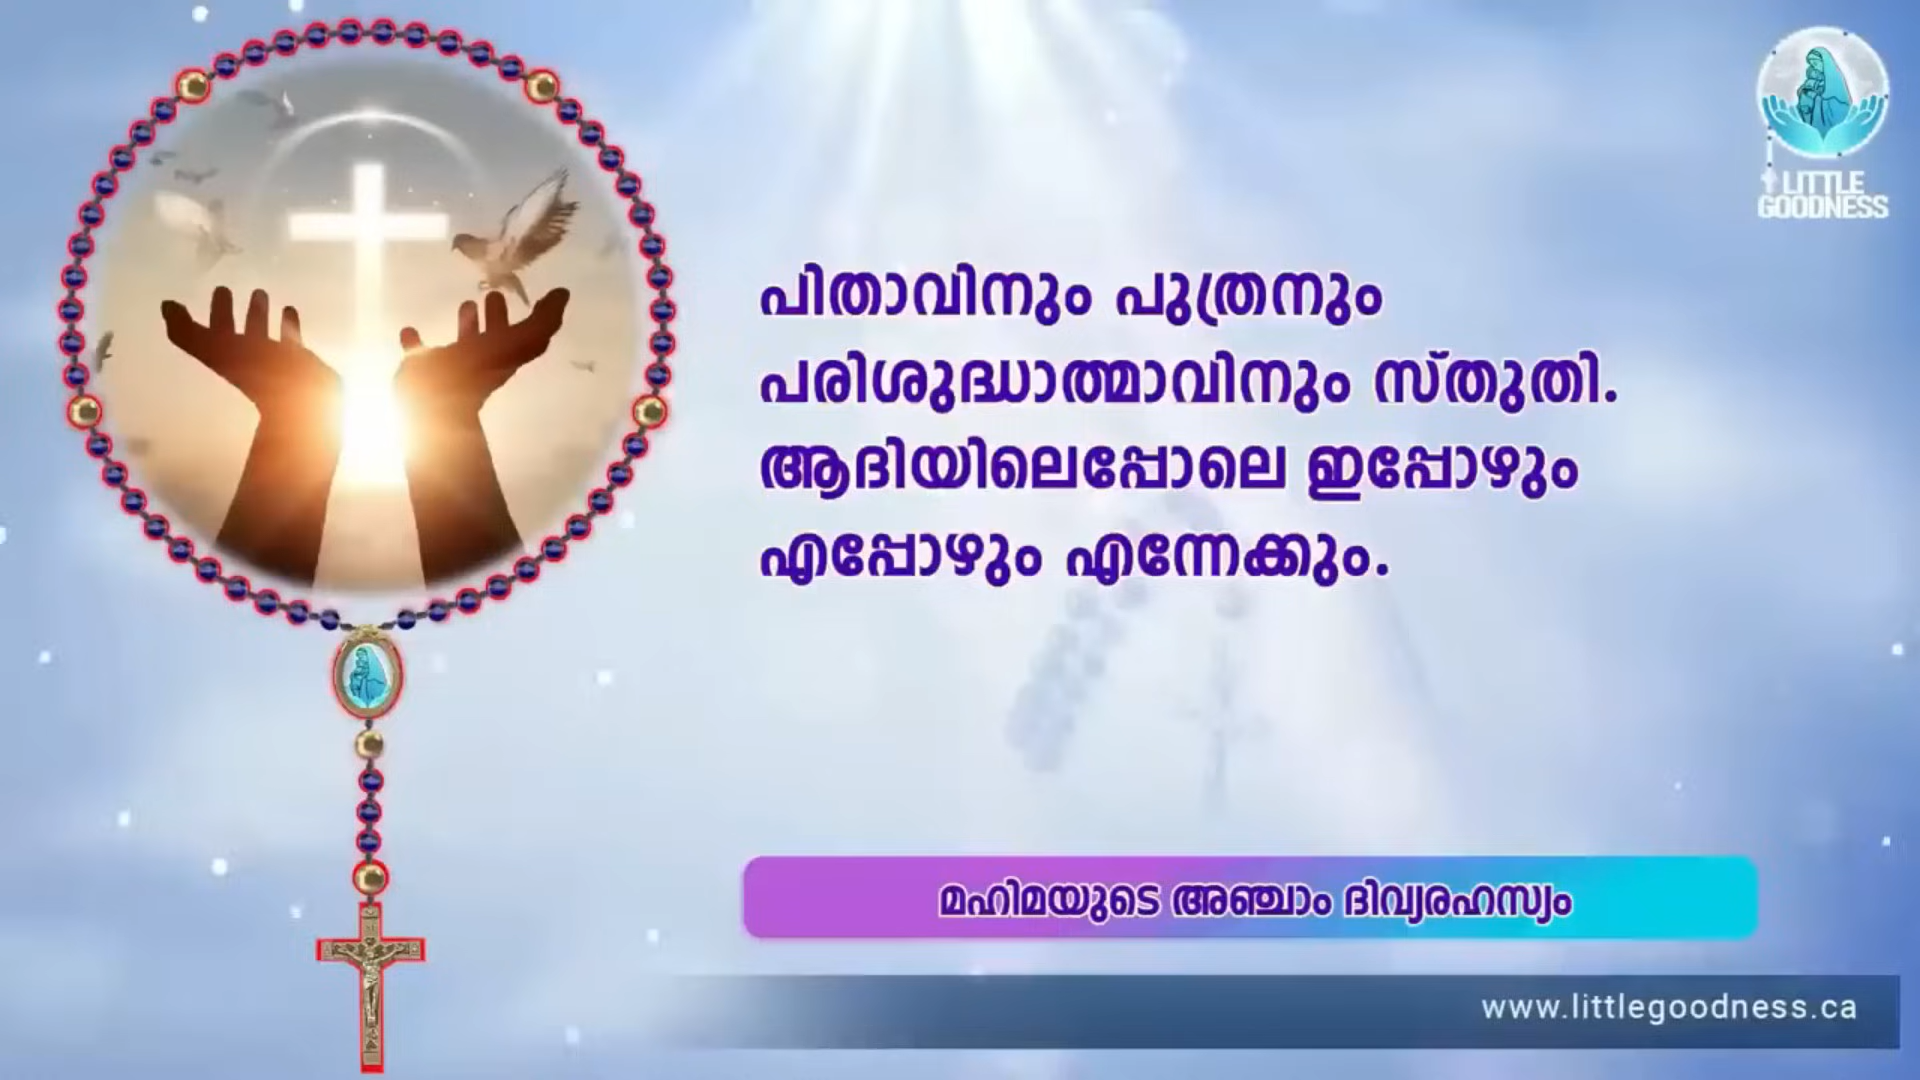 LITTLE
GOODNESS
പിതാവിനും പുത്രനും
പരിശുദ്ധാത്മാവിനും സ്തുതി.
ആദിയിലെപ്പോലെ ഇപ്പോഴും
എപ്പോഴും എന്നേക്കും.
മഹിമയുടെ അഞ്ചാം ദിവ്യരഹസ്യം
www.littlegoodness.ca